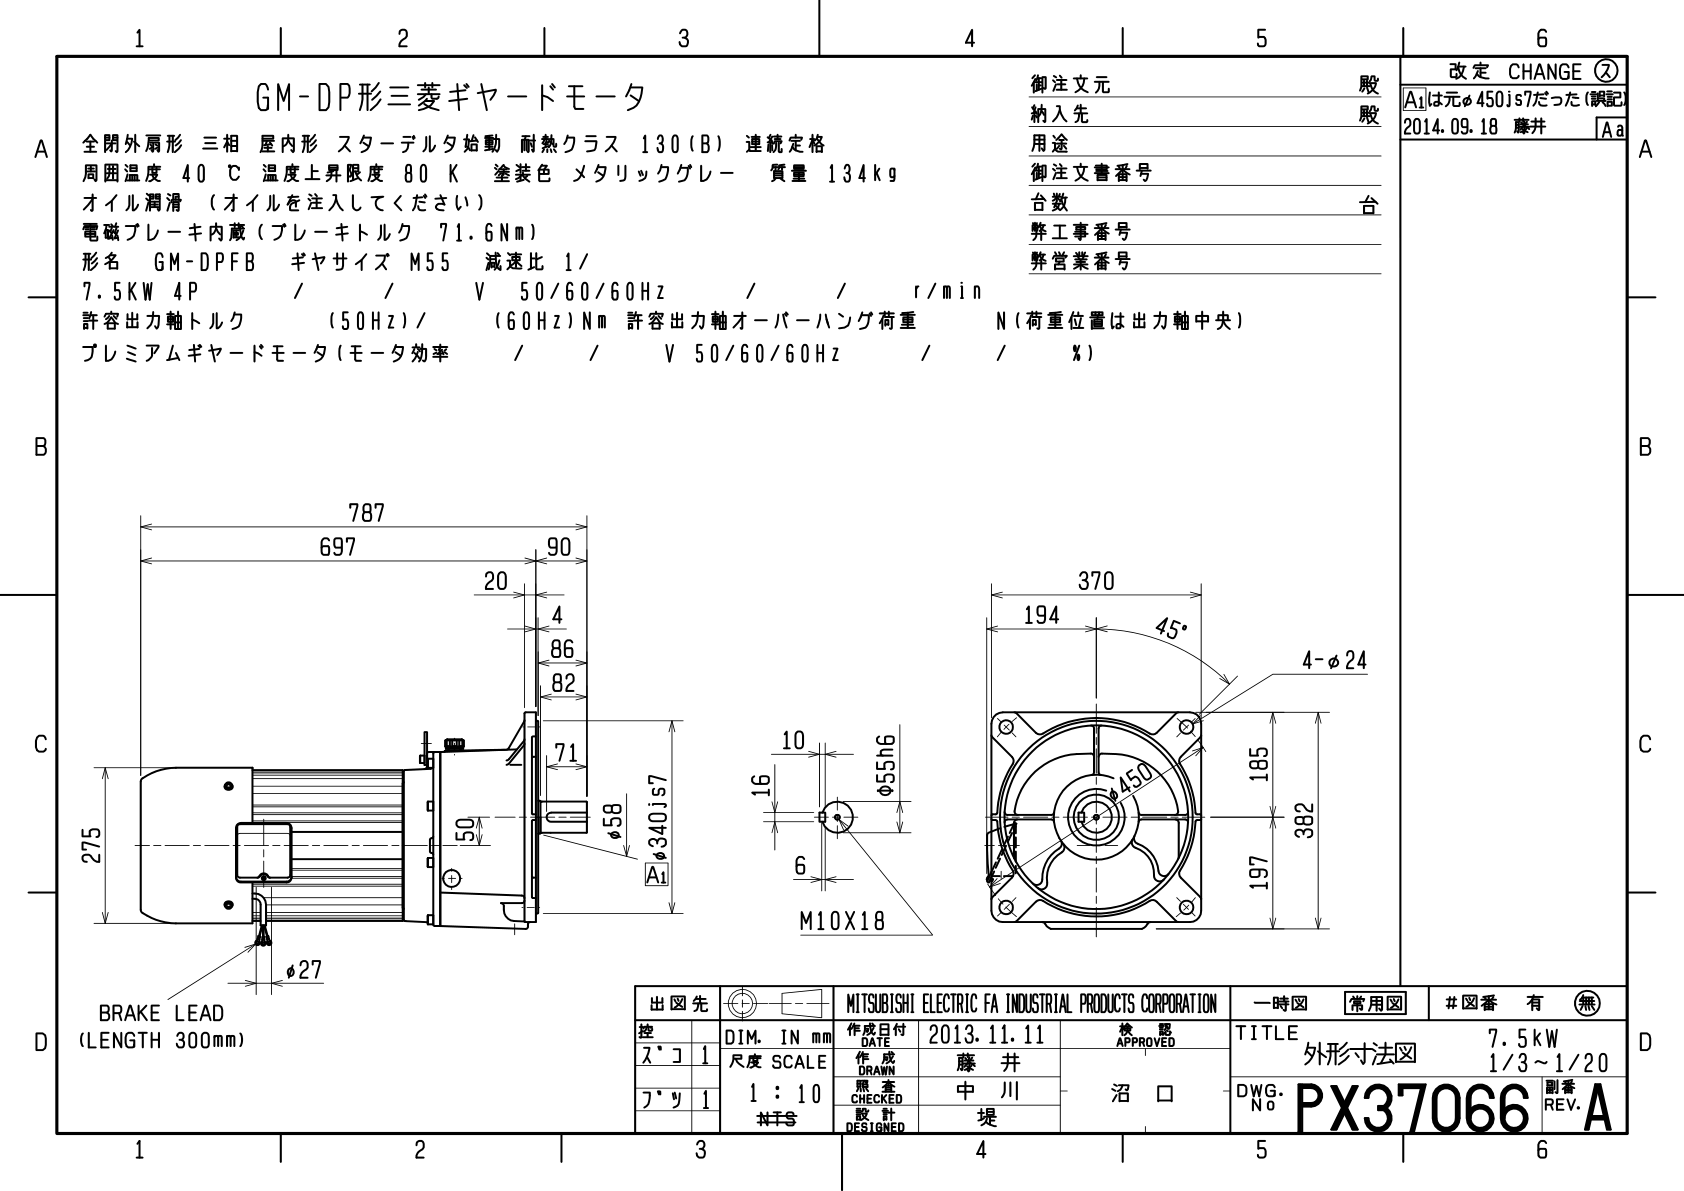 1 2 3 4 5 6
A
B
C
D
GM-DP形三菱ギヤードモータ
全閉外扇形 三相 屋内形 スターデルタ始動 耐熱クラス 130(B) 連続定格
周囲温度 40 ℃ 温度上昇限度 80 K 塗装色 メタリックグレー 質量 134kg
オイル潤滑 (オイルを注入してください)
電磁ブレーキ内蔵(ブレーキトルク 71.6Nm)
形名 GM-DPFB ギヤサイズ M55 減速比 1/
7.5KW 4P / / V 50/60/60Hz / / r/min
許容出力軸トルク (50Hz)/ (60Hz)Nm 許容出力軸オーバーハング荷重 N(荷重位置は出力軸中央)
プレミアムギヤードモータ(モータ効率 / / V 50/60/60Hz / / %)
御注文元 殿
納入先 殿
用途
御注文書番号
台数 台
弊工事番号
弊営業番号
改定 CHANGE ㋜
A1は元φ450js7だった(誤記)
2014.09.18 藤井 Aa
A
B
C
D
787
697 90
20
4
86
82
71
275
50
φ58
A1 φ340js7
φ27
BRAKE LEAD
(LENGTH 300mm)
10
16
φ55h6
6
M10X18
370
194
45°
4-φ24
φ450
185
382
197
出図先
控
ズコ 1
ブツ 1
DIM. IN mm
尺度 SCALE
1 : 10
NTS
MITSUBISHI ELECTRIC FA INDUSTRIAL PRODUCTS CORPORATION
作成日付 DATE 2013.11.11
作成 DRAWN 藤井
照査 CHECKED 中川
設計 DESIGNED 堤
検認 APPROVED
沼口
一時図 常用図 #図番 有 無
TITLE
外形寸法図
7.5kW
1/3~1/20
DWG. No PX37066
副番 REV. A
1 2 3 4 5 6